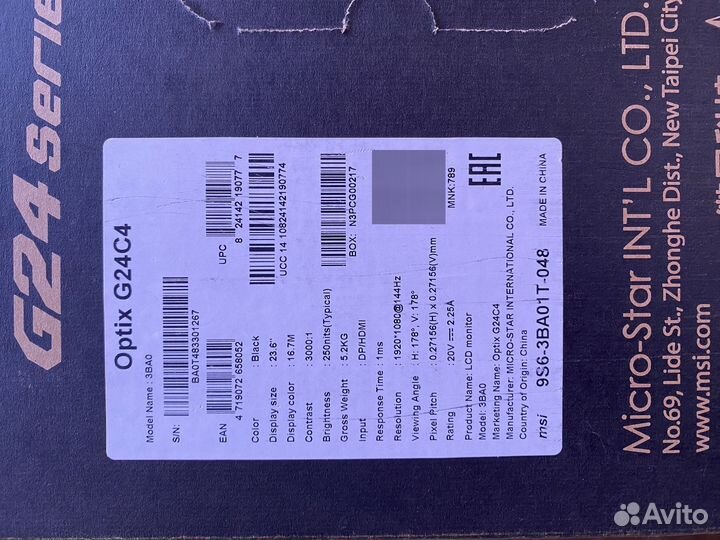 G24 Serie
Optix G24C4
Model Name : 3BA0
S/N:
BA0T483301267
EAN
4 719072 658052
UPC
8 24142 19077 7
UCC 14 10824142190774
BOX: N3PCG00217
MNK:789
EAC
Color : Black
Display size : 23.6"
Display color : 16.7M
Contrast : 3000:1
Brightness : 250nits(Typical)
Gross Weight : 5.2KG
Input : DP/HDMI
Response Time : 1ms
Resolution : 1920*1080@144Hz
Viewing Angle : H: 178°, V: 178°
Pixel Pitch : 0.27156(H) x 0.27156(V)mm
Rating : 20V 2.25A
Product Name: LCD monitor
Model: 3BA0
Marketing Name: Optix G24C4
Manufacturer: MICRO-STAR INTERNATIONAL CO., LTD.
Country of Origin: China
msi 9S6-3BA01T-048 MADE IN CHINA
Micro-Star INT'L CO., LTD.
No.69, Lide St., Zhonghe Dist., New Taipei City
www.msi.com
Avito